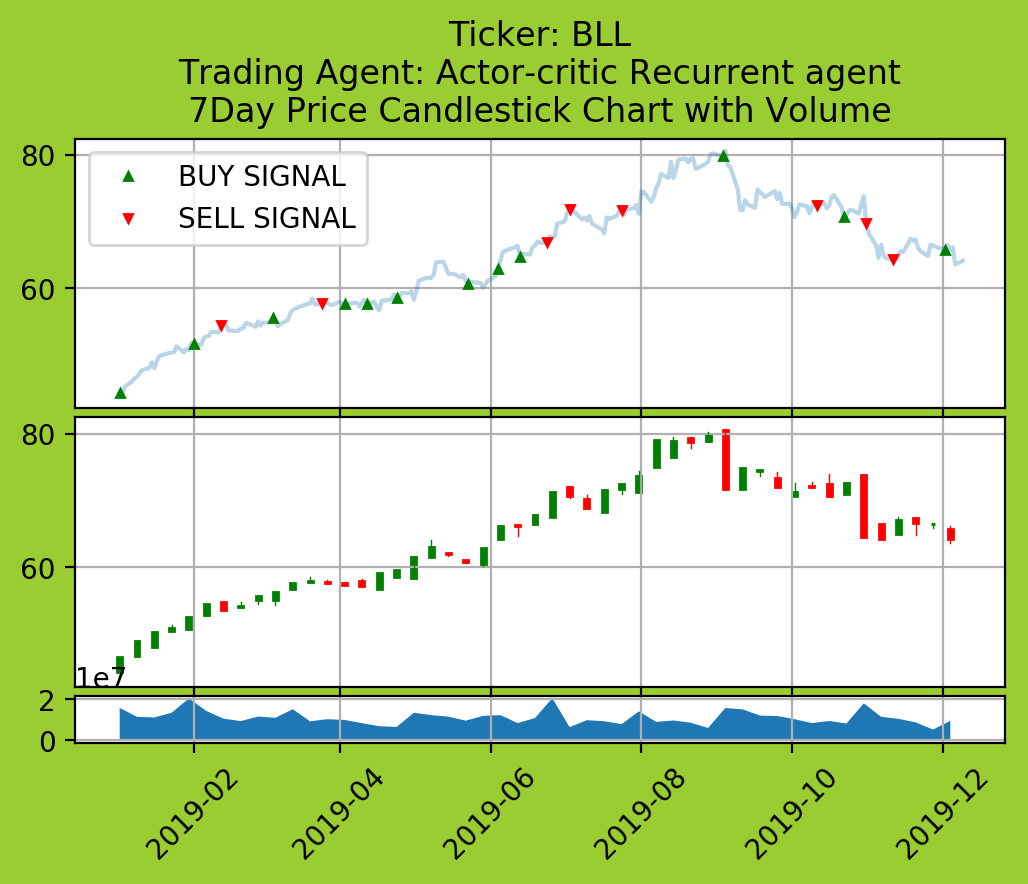 Ticker: BLL
Trading Agent: Actor-critic Recurrent agent
7Day Price Candlestick Chart with Volume
80
60
BUY SIGNAL
SELL SIGNAL
80
60
1e7
2
0
2019-02
2019-04
2019-06
2019-08
2019-10
2019-12